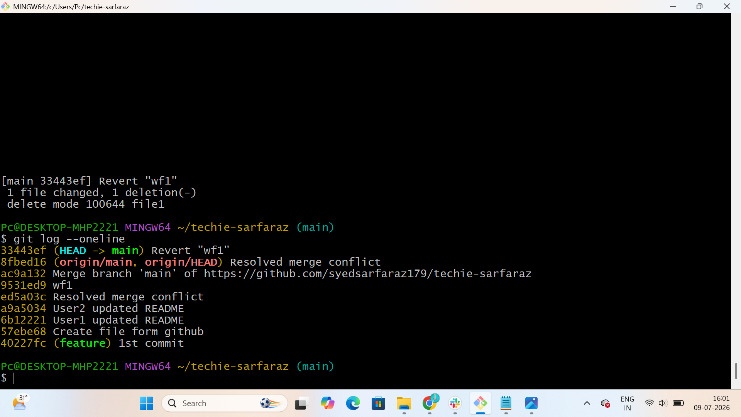 MINGW64:/c/Users/Pc/techie-sarfaraz
[main 33443ef] Revert "wf1"
1 file changed, 1 deletion(-)
delete mode 100644 file1
Pc@DESKTOP-MHP2221 MINGW64 ~/techie-sarfaraz (main)
$ git log --oneline
33443ef (HEAD -> main) Revert "wf1"
8fbed16 (origin/main, origin/HEAD) Resolved merge conflict
ac9a132 Merge branch 'main' of https://github.com/syedsarfaraz179/techie-sarfaraz
9531ed9 wf1
ed5a03c Resolved merge conflict
a9a5034 User2 updated README
6b12221 User1 updated README
57ebe68 Create file form github
40227fc (feature) 1st commit
Pc@DESKTOP-MHP2221 MINGW64 ~/techie-sarfaraz (main)
$
31°
Search
ENG
IN
16:01
09-07-2026